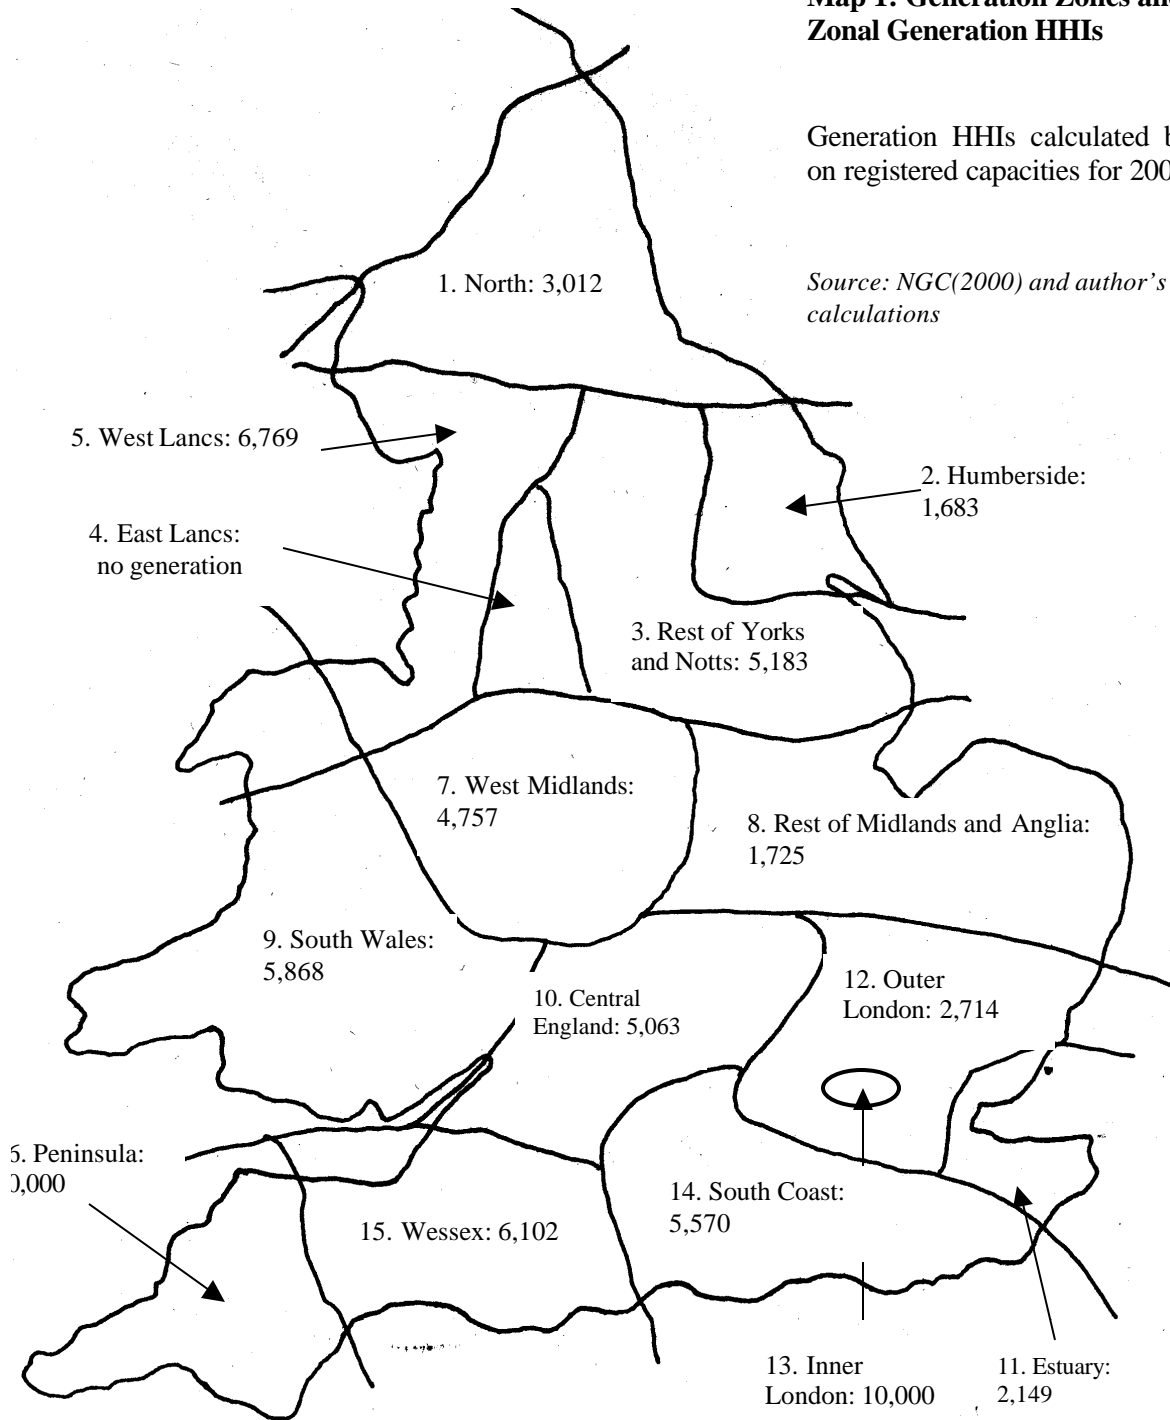 Map 1: Generation Zones and
Zonal Generation HHIs
Generation HHIs calculated b
on registered capacities for 200
Source: NGC(2000) and author's
calculations
1. North: 3,012
5. West Lancs: 6,769
2. Humberside:
1,683
4. East Lancs:
no generation
3. Rest of Yorks
and Notts: 5,183
7. West Midlands:
4,757
8. Rest of Midlands and Anglia:
1,725
9. South Wales:
5,868
10. Central
England: 5,063
12. Outer
London: 2,714
6. Peninsula:
0,000
14. South Coast:
5,570
15. Wessex: 6,102
13. Inner
London: 10,000
11. Estuary:
2,149